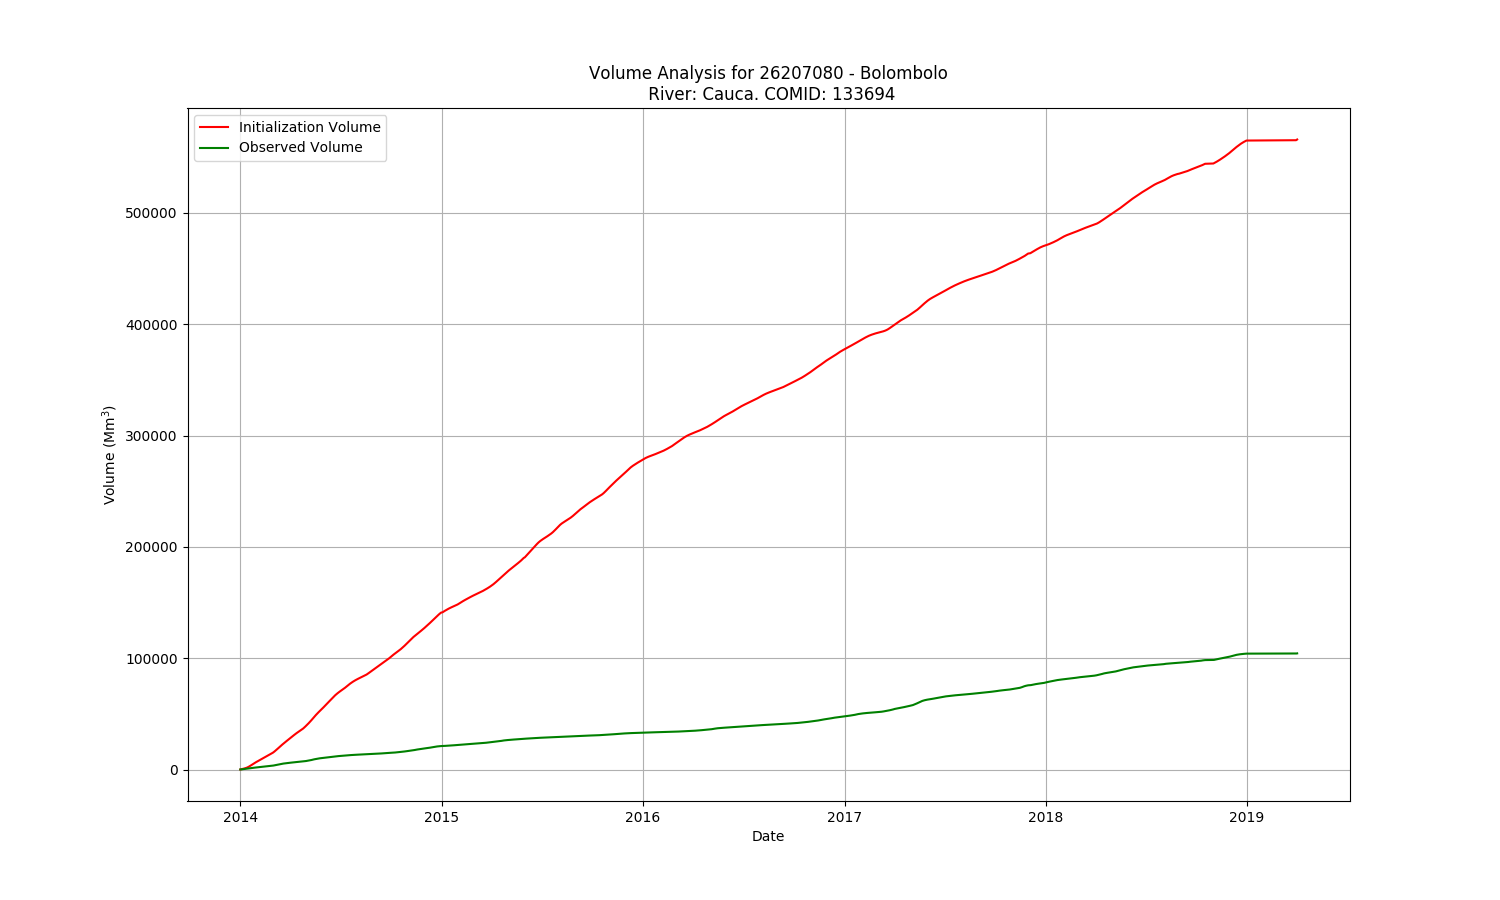 Volume Analysis for 26207080 - Bolombolo
River: Cauca. COMID: 133694
Initialization Volume
Observed Volume
Volume (Mm³)
500000
400000
300000
200000
100000
0
2014 2015 2016 2017 2018 2019
Date